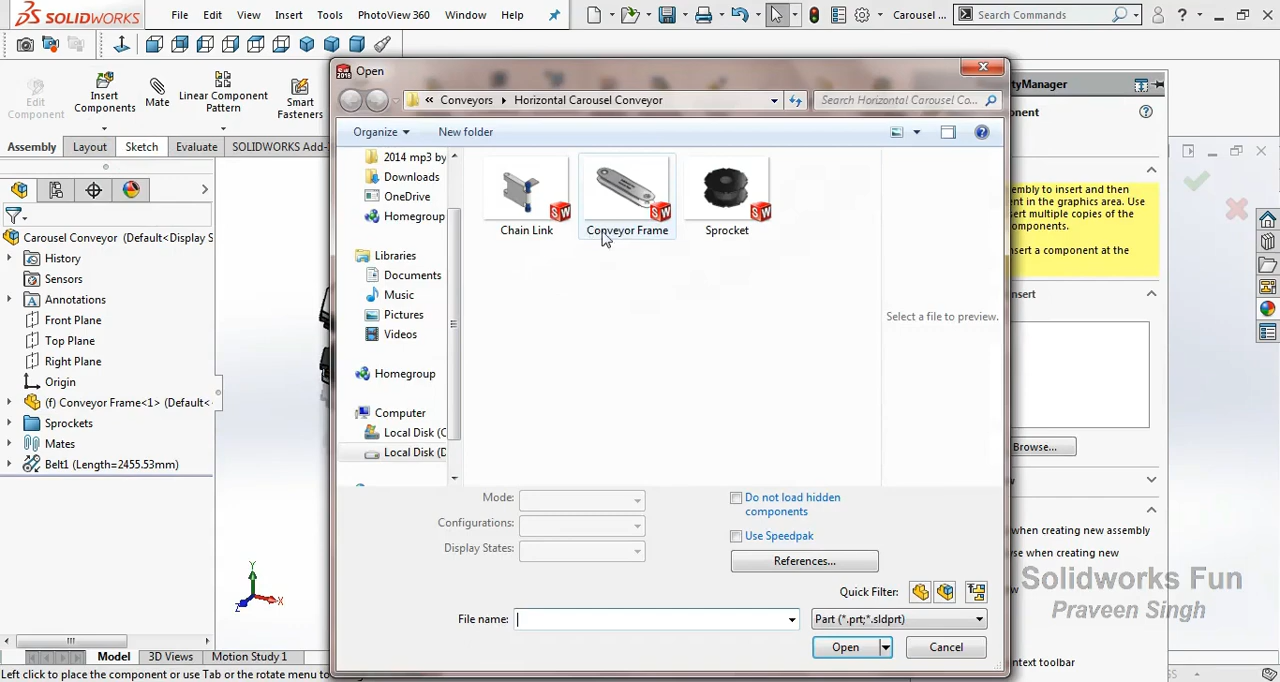 SOLIDWORKS File Edit View Insert Tools PhotoView 360 Window Help Carousel ... Search Commands
Edit Component
Insert Components
Mate
Linear Component Pattern
Smart Fasteners
Assembly Layout Sketch Evaluate SOLIDWORKS Add-
Carousel Conveyor (Default<Display S
History
Sensors
Annotations
Front Plane
Top Plane
Right Plane
Origin
(f) Conveyor Frame<1> (Default<
Sprockets
Mates
Belt1 (Length=2455.53mm)
Open
« Conveyors Horizontal Carousel Conveyor Search Horizontal Carousel Co...
Organize New folder
2014 mp3 by
Downloads
OneDrive
Homegroup
Libraries
Documents
Music
Pictures
Videos
Homegroup
Computer
Local Disk (C
Local Disk (D
Chain Link
Conveyor Frame
Sprocket
Select a file to preview.
Mode:
Configurations:
Display States:
Do not load hidden
components
Use Speedpak
References...
Quick Filter:
File name: Part (*.prt;*.sldprt)
Open Cancel
tyManager
onent
embly to insert and then
ent in the graphics area. Use
sert multiple copies of the
mponents.
nsert a component at the
nsert
Browse...
w
when creating new assembly
se when creating new
Solidworks Fun
Praveen Singh
ntext toolbar
Model 3D Views Motion Study 1
Left click to place the component or use Tab or the rotate menu to
Y
Z
X